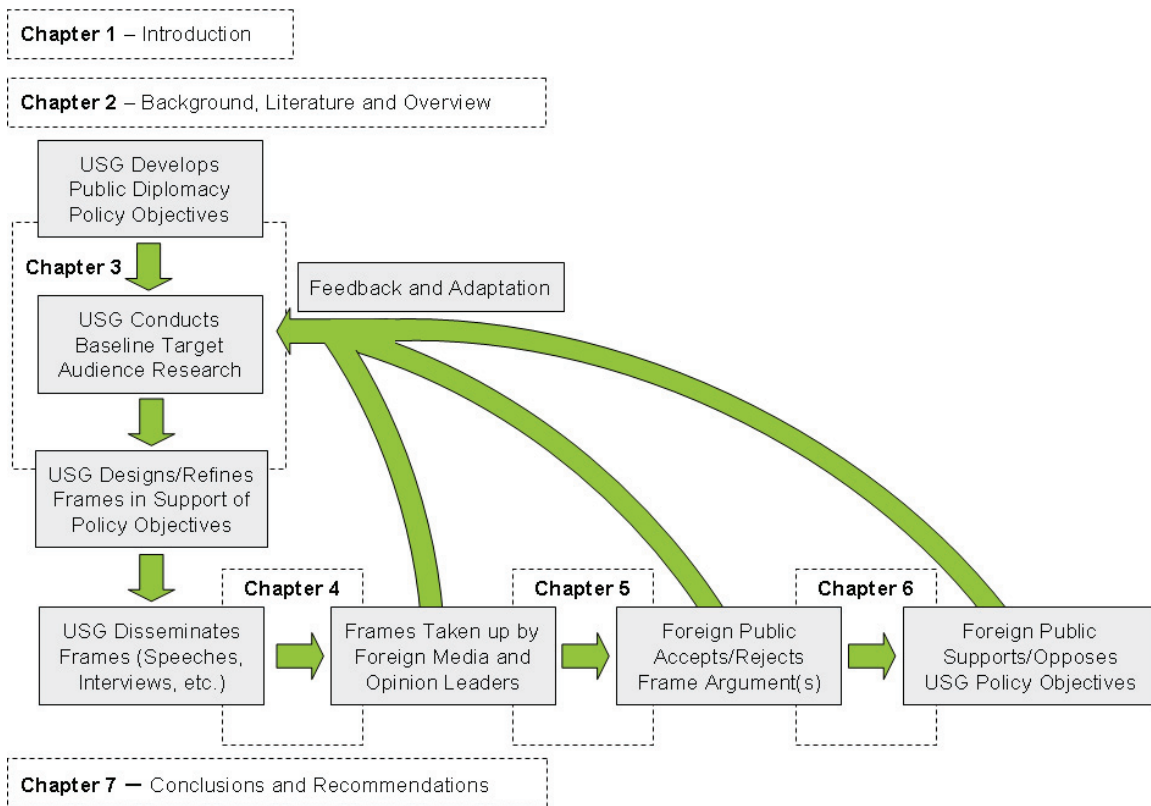 Chapter 1 – Introduction
Chapter 2 – Background, Literature and Overview
USG Develops
Public Diplomacy
Policy Objectives
Chapter 3
Feedback and Adaptation
USG Conducts
Baseline Target
Audience Research
USG Designs/Refines
Frames in Support of
Policy Objectives
Chapter 4
Chapter 5
Chapter 6
USG Disseminates
Frames (Speeches,
Interviews, etc.)
Frames Taken up by
Foreign Media and
Opinion Leaders
Foreign Public
Accepts/Rejects
Frame Argument(s)
Foreign Public
Supports/Opposes
USG Policy Objectives
Chapter 7 — Conclusions and Recommendations